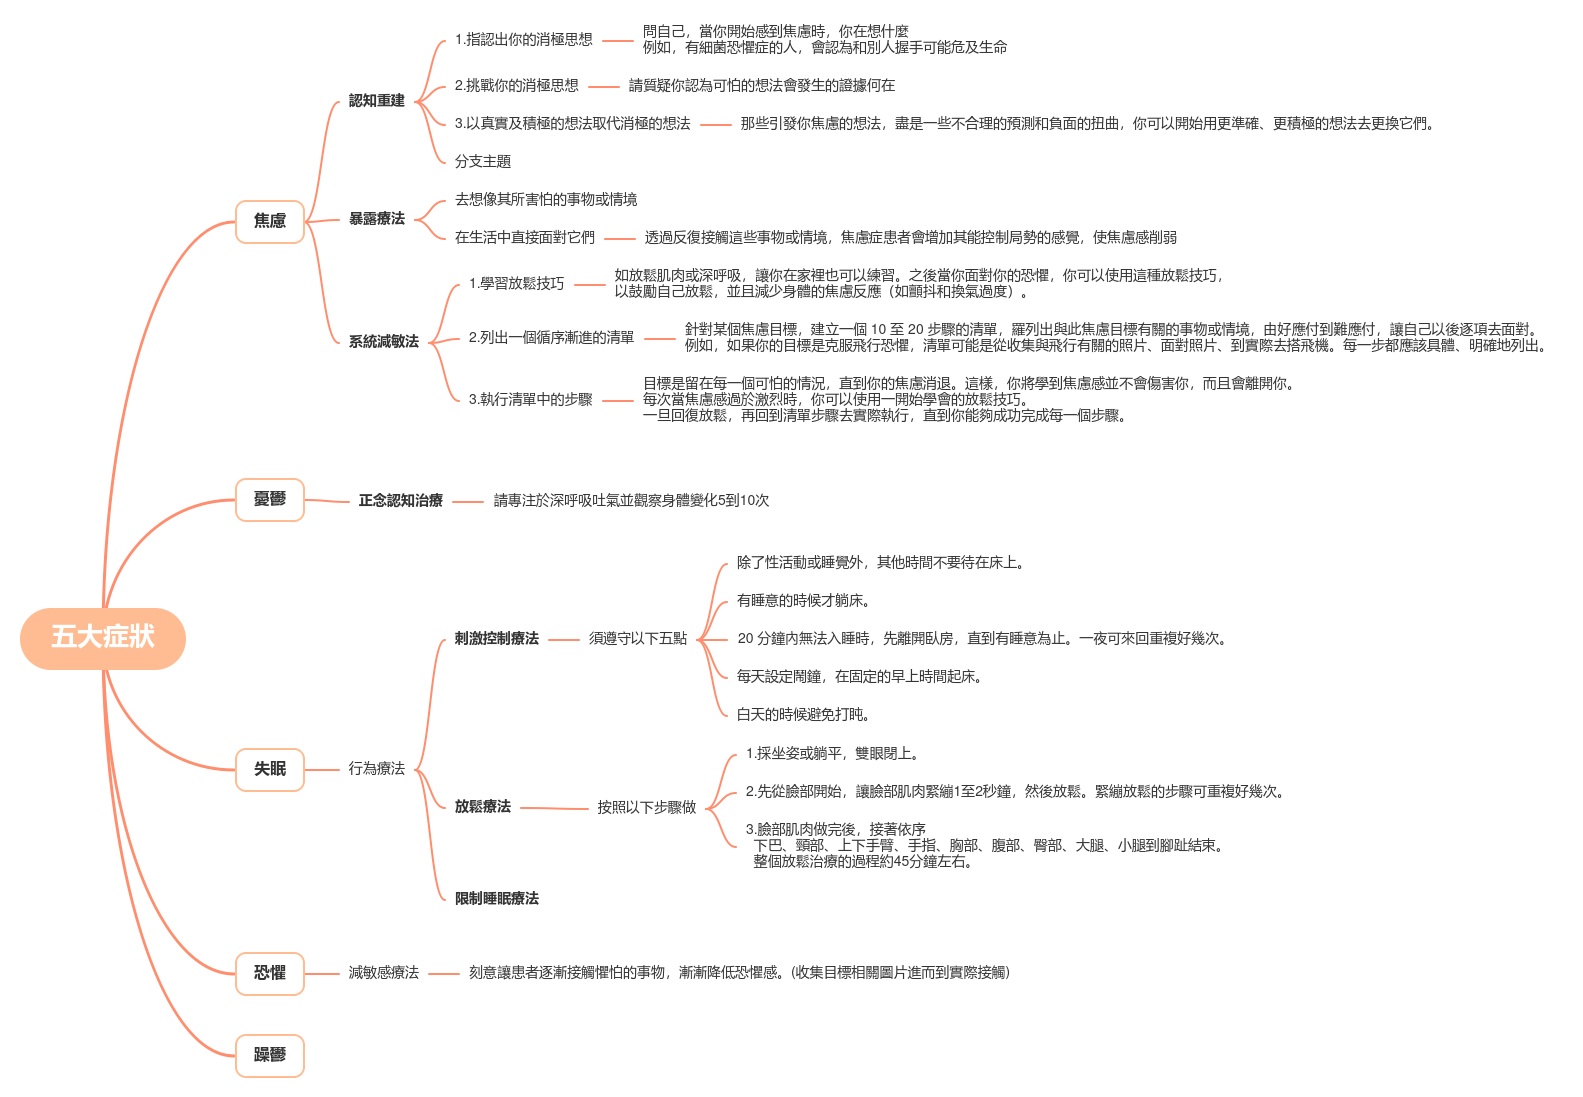 五大症狀
焦慮
認知重建
1.指認出你的消極思想
問自己，當你開始感到焦慮時，你在想什麼
例如，有細菌恐懼症的人，會認為和別人握手可能危及生命
2.挑戰你的消極思想
請質疑你認為可怕的想法會發生的證據何在
3.以真實及積極的想法取代消極的想法
那些引發你焦慮的想法，盡是一些不合理的預測和負面的扭曲，你可以開始用更準確、更積極的想法去更換它們。
分支主題
暴露療法
去想像其所害怕的事物或情境
在生活中直接面對它們
透過反復接觸這些事物或情境，焦慮症患者會增加其能控制局勢的感覺，使焦慮感削弱
系統減敏法
1.學習放鬆技巧
如放鬆肌肉或深呼吸，讓你在家裡也可以練習。之後當你面對你的恐懼，你可以使用這種放鬆技巧，
以鼓勵自己放鬆，並且減少身體的焦慮反應（如顫抖和換氣過度）。
2.列出一個循序漸進的清單
針對某個焦慮目標，建立一個 10 至 20 步驟的清單，羅列出與此焦慮目標有關的事物或情境，由好應付到難應付，讓自己以後逐項去面對。
例如，如果你的目標是克服飛行恐懼，清單可能是從收集與飛行有關的照片、面對照片、到實際去搭飛機。每一步都應該具體、明確地列出。
3.執行清單中的步驟
目標是留在每一個可怕的情況，直到你的焦慮消退。這樣，你將學到焦慮感並不會傷害你，而且會離開你。
每次當焦慮感過於激烈時，你可以使用一開始學會的放鬆技巧。
一旦回復放鬆，再回到清單步驟去實際執行，直到你能夠成功完成每一個步驟。
憂鬱
正念認知治療
請專注於深呼吸吐氣並觀察身體變化5到10次
失眠
行為療法
刺激控制療法
須遵守以下五點
除了性活動或睡覺外，其他時間不要待在床上。
有睡意的時候才躺床。
20 分鐘內無法入睡時，先離開臥房，直到有睡意為止。一夜可來回重複好幾次。
每天設定鬧鐘，在固定的早上時間起床。
白天的時候避免打盹。
放鬆療法
按照以下步驟做
1.採坐姿或躺平，雙眼閉上。
2.先從臉部開始，讓臉部肌肉緊繃1至2秒鐘，然後放鬆。緊繃放鬆的步驟可重複好幾次。
3.臉部肌肉做完後，接著依序
下巴、頸部、上下手臂、手指、胸部、腹部、臀部、大腿、小腿到腳趾結束。
整個放鬆治療的過程約45分鐘左右。
限制睡眠療法
恐懼
減敏感療法
刻意讓患者逐漸接觸懼怕的事物，漸漸降低恐懼感。(收集目標相關圖片進而到實際接觸)
躁鬱